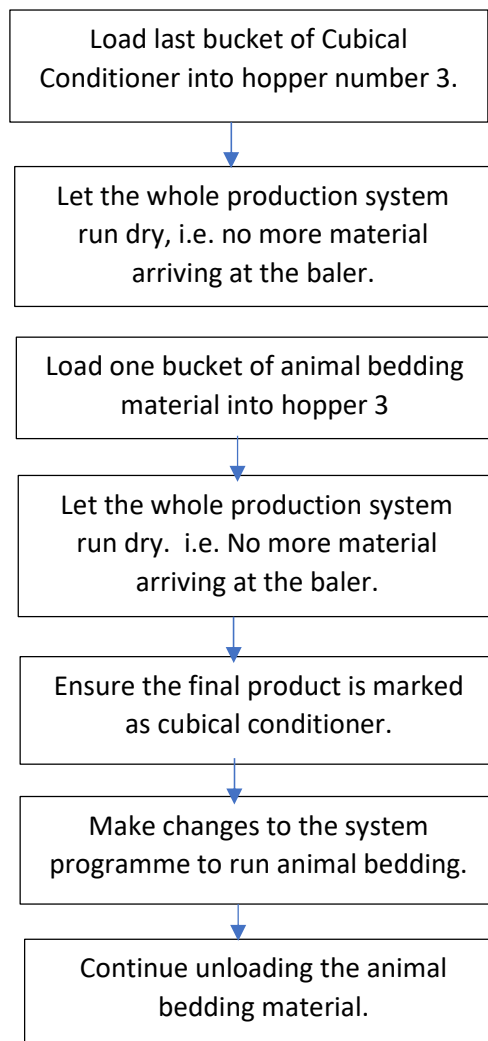 Load last bucket of Cubical
Conditioner into hopper number 3.
Let the whole production system
run dry, i.e. no more material
arriving at the baler.
Load one bucket of animal bedding
material into hopper 3
Let the whole production system
run dry.  i.e. No more material
arriving at the baler.
Ensure the final product is marked
as cubical conditioner.
Make changes to the system
programme to run animal bedding.
Continue unloading the animal
bedding material.